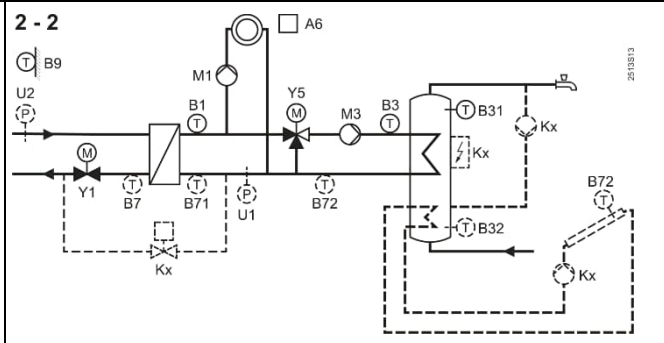 2 - 2
A6
T B9
M1
U2
P
B1
T
Y5
M
M3
B3
T
T B31
Kx
Kx
2513S13
M
Y1
T
B7
T
B71
P
U1
T
B72
T B32
B72
T
Kx
Kx